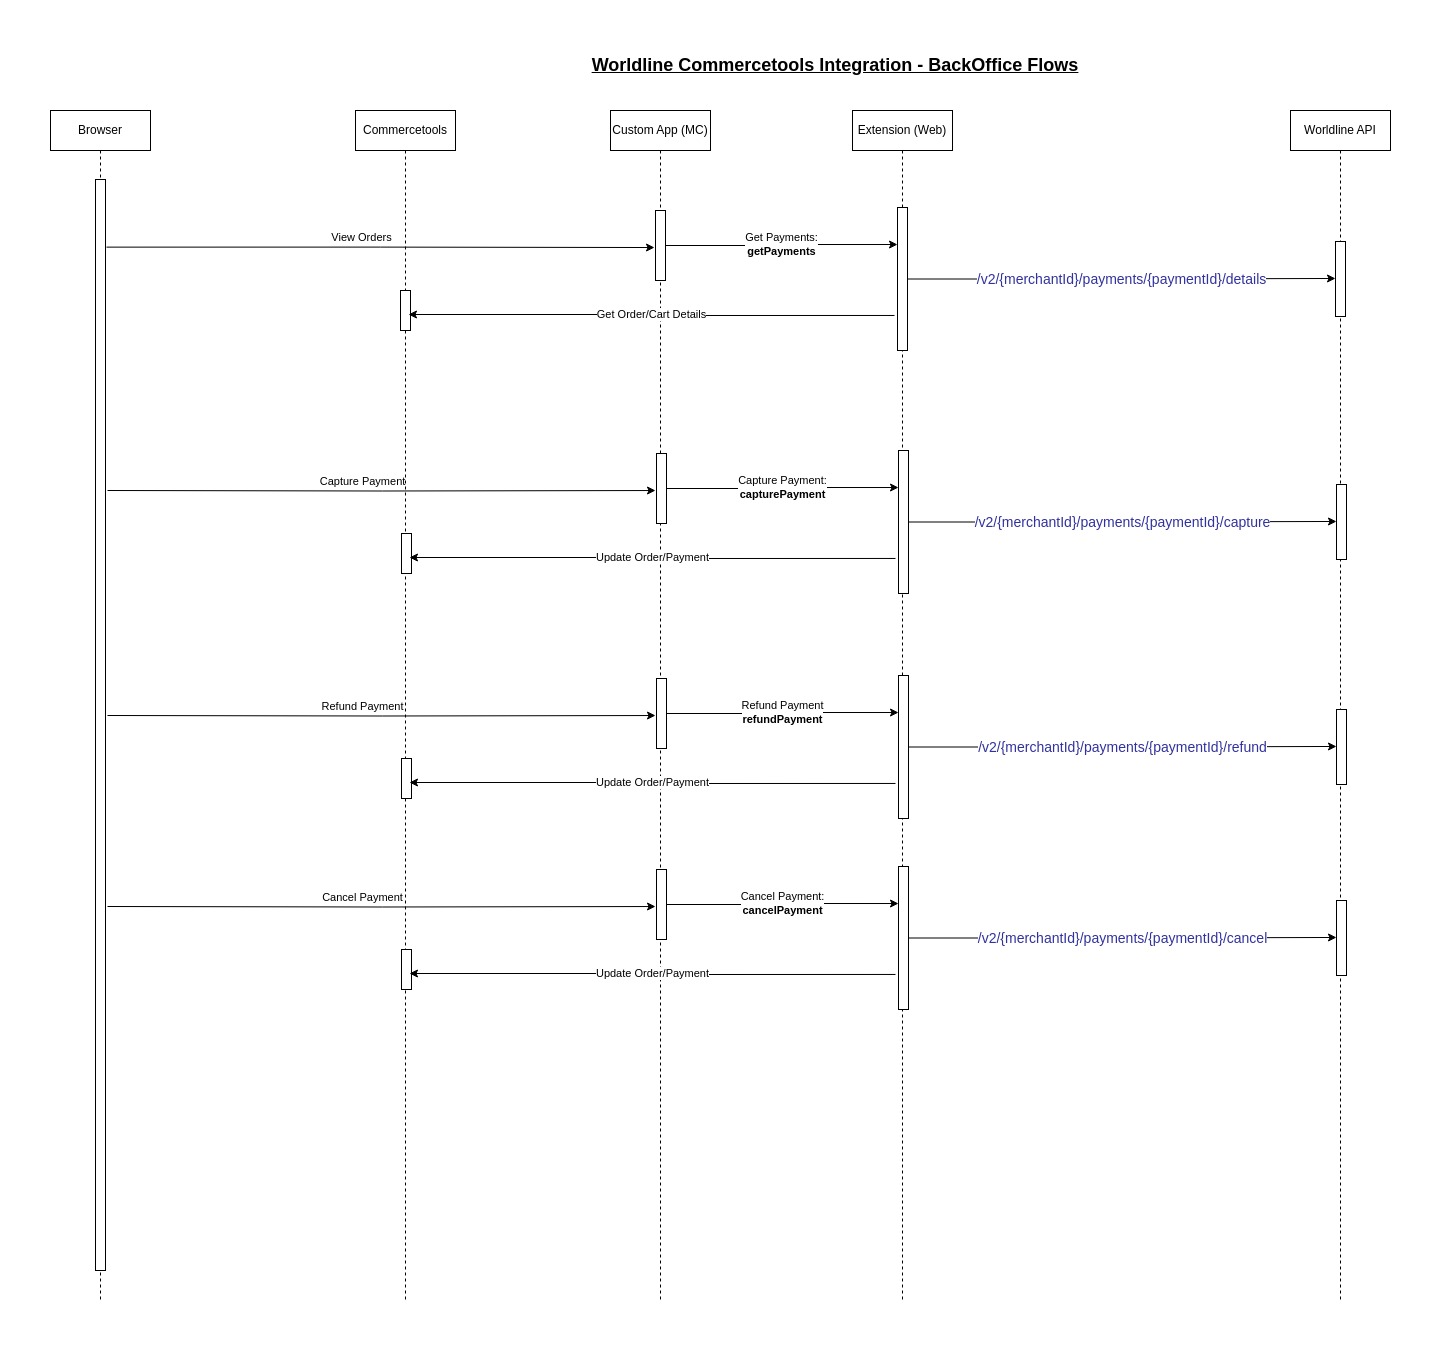 Worldline Commercetools Integration - BackOffice Flows
Browser
Commercetools
Custom App (MC)
Extension (Web)
Worldline API
View Orders
Get Payments:
getPayments
/v2/{merchantId}/payments/{paymentId}/details
Get Order/Cart Details
Capture Payment
Capture Payment:
capturePayment
/v2/{merchantId}/payments/{paymentId}/capture
Update Order/Payment
Refund Payment
Refund Payment
refundPayment
/v2/{merchantId}/payments/{paymentId}/refund
Update Order/Payment
Cancel Payment
Cancel Payment:
cancelPayment
/v2/{merchantId}/payments/{paymentId}/cancel
Update Order/Payment